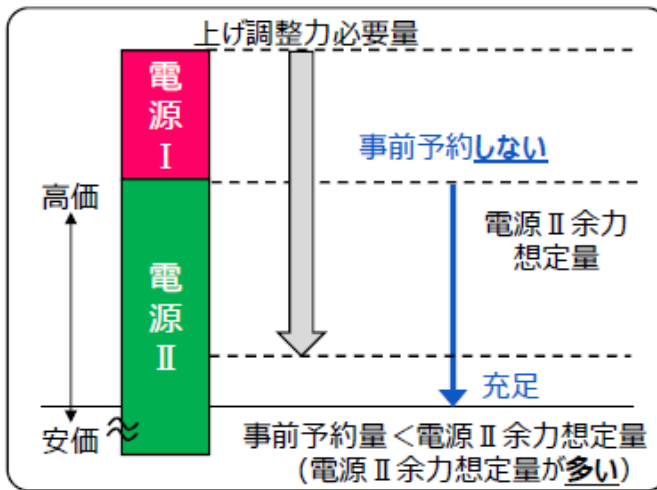 上げ調整力必要量
電源Ⅰ
事前予約しない
高価
電源Ⅱ余力
想定量
電源Ⅱ
充足
安価
事前予約量＜電源Ⅱ余力想定量
(電源Ⅱ余力想定量が多い)